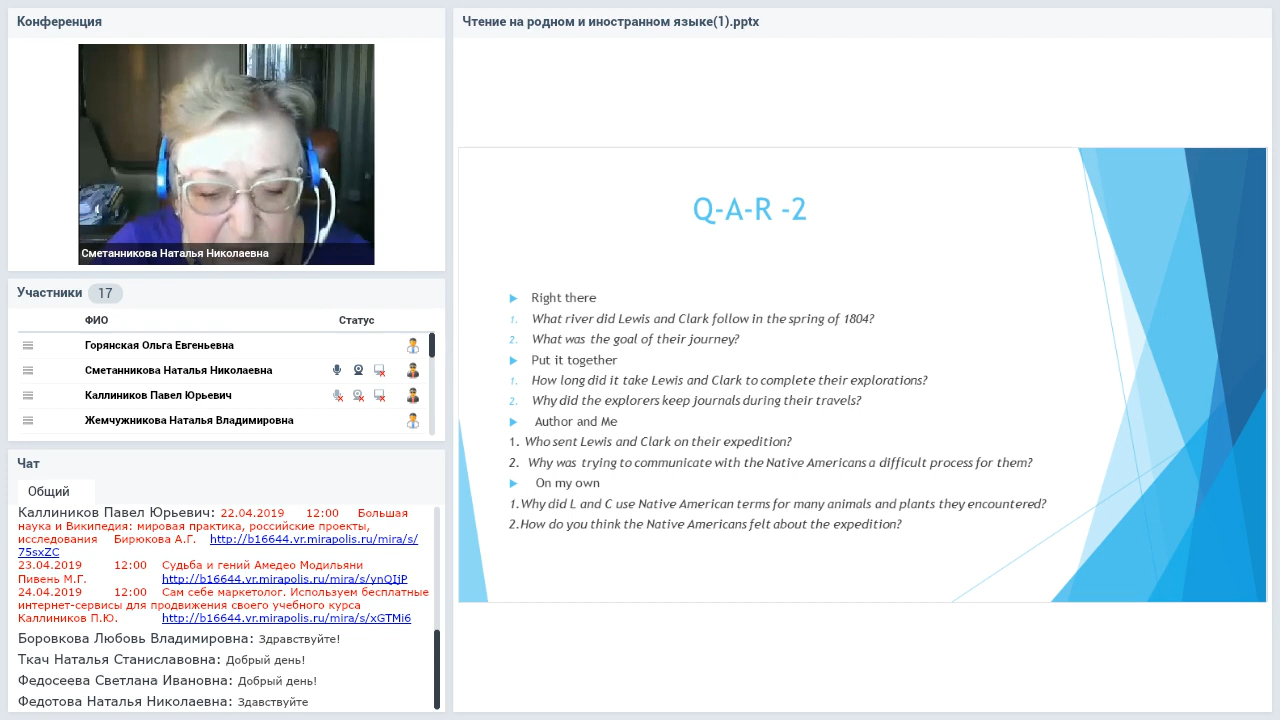 Конференция
Сметанникова Наталья Николаевна
Участники 17
ФИО Статус
Горянская Ольга Евгеньевна
Сметанникова Наталья Николаевна
Каллиников Павел Юрьевич
Жемчужникова Наталья Владимировна
Чат
Общий
Каллиников Павел Юрьевич: 22.04.2019 12:00 Большая
наука и Википедия: мировая практика, российские проекты,
исследования Бирюкова А.Г. http://b16644.vr.mirapolis.ru/mira/s/
75sxZC
23.04.2019 12:00 Судьба и гений Амедео Модильяни
Пивень М.Г. http://b16644.vr.mirapolis.ru/mira/s/ynQIjP
24.04.2019 12:00 Сам себе маркетолог. Используем бесплатные
интернет-сервисы для продвижения своего учебного курса
Каллиников П.Ю. http://b16644.vr.mirapolis.ru/mira/s/xGTMi6
Боровкова Любовь Владимировна: Здравствуйте!
Ткач Наталья Станиславовна: Добрый день!
Федосеева Светлана Ивановна: Добрый день!
Федотова Наталья Николаевна: Здавствуйте
Чтение на родном и иностранном языке(1).pptx
Q-A-R -2
Right there
1. What river did Lewis and Clark follow in the spring of 1804?
2. What was the goal of their journey?
Put it together
1. How long did it take Lewis and Clark to complete their explorations?
2. Why did the explorers keep journals during their travels?
Author and Me
1. Who sent Lewis and Clark on their expedition?
2. Why was trying to communicate with the Native Americans a difficult process for them?
On my own
1.Why did L and C use Native American terms for many animals and plants they encountered?
2.How do you think the Native Americans felt about the expedition?